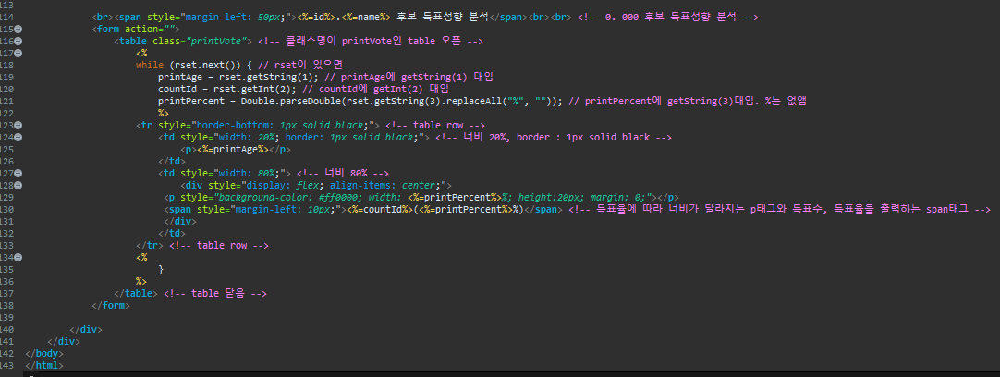 113
114 <br><span style="margin-left: 50px;"><%=id%>.<%=name%> 후보 득표성향 분석</span><br><br> <!-- 0. 000 후보 득표성향 분석 -->
115 <form action="">
116 <table class="printVote"> <!-- 클래스명이 printVote인 table 오픈 -->
117 <%
118 while (rset.next()) { // rset이 있으면
119 printAge = rset.getString(1); // printAge에 getString(1) 대입
120 countId = rset.getInt(2); // countId에 getInt(2) 대입
121 printPercent = Double.parseDouble(rset.getString(3).replaceAll("%", "")); // printPercent에 getString(3)대입. %는 없앰
122 %>
123 <tr style="border-bottom: 1px solid black;"> <!-- table row -->
124 <td style="width: 20%; border: 1px solid black;"> <!-- 너비 20%, border : 1px solid black -->
125 <p><%=printAge%></p>
126 </td>
127 <td style="width: 80%;"> <!-- 너비 80% -->
128 <div style="display: flex; align-items: center;">
129 <p style="background-color: #ff0000; width: <%=printPercent%>%; height:20px; margin: 0;"></p>
130 <span style="margin-left: 10px;"><%=countId%>(<%=printPercent%>%)</span> <!-- 득표율에 따라 너비가 달라지는 p태그와 득표수, 득표율을 출력하는 span태그 -->
131 </div>
132 </td>
133 </tr> <!-- table row -->
134 <%
135 }
136 %>
137 </table> <!-- table 닫음 -->
138 </form>
139
140 </div>
141 </div>
142 </body>
143 </html>